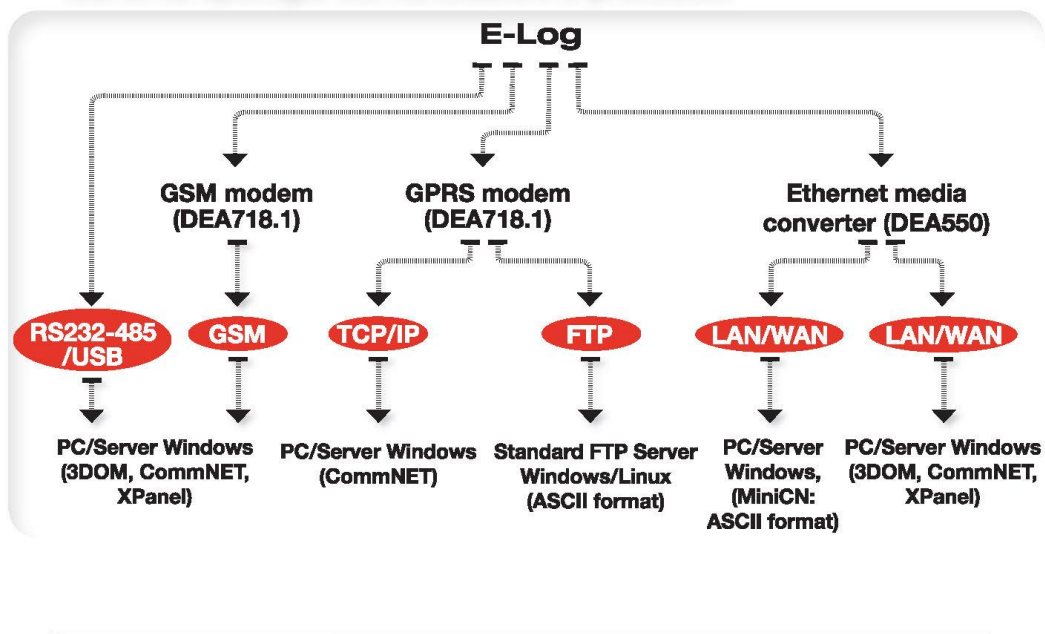 E-Log
GSM modem
(DEA718.1)
GPRS modem
(DEA718.1)
Ethernet media
converter (DEA550)
RS232-485
/USB
GSM
TCP/IP
FTP
LAN/WAN
LAN/WAN
PC/Server Windows
(3DOM, CommNET,
XPanel)
PC/Server Windows
(CommNET)
Standard FTP Server
Windows/Linux
(ASCII format)
PC/Server
Windows,
(MiniCN:
ASCII format)
PC/Server Windows
(3DOM, CommNET,
XPanel)